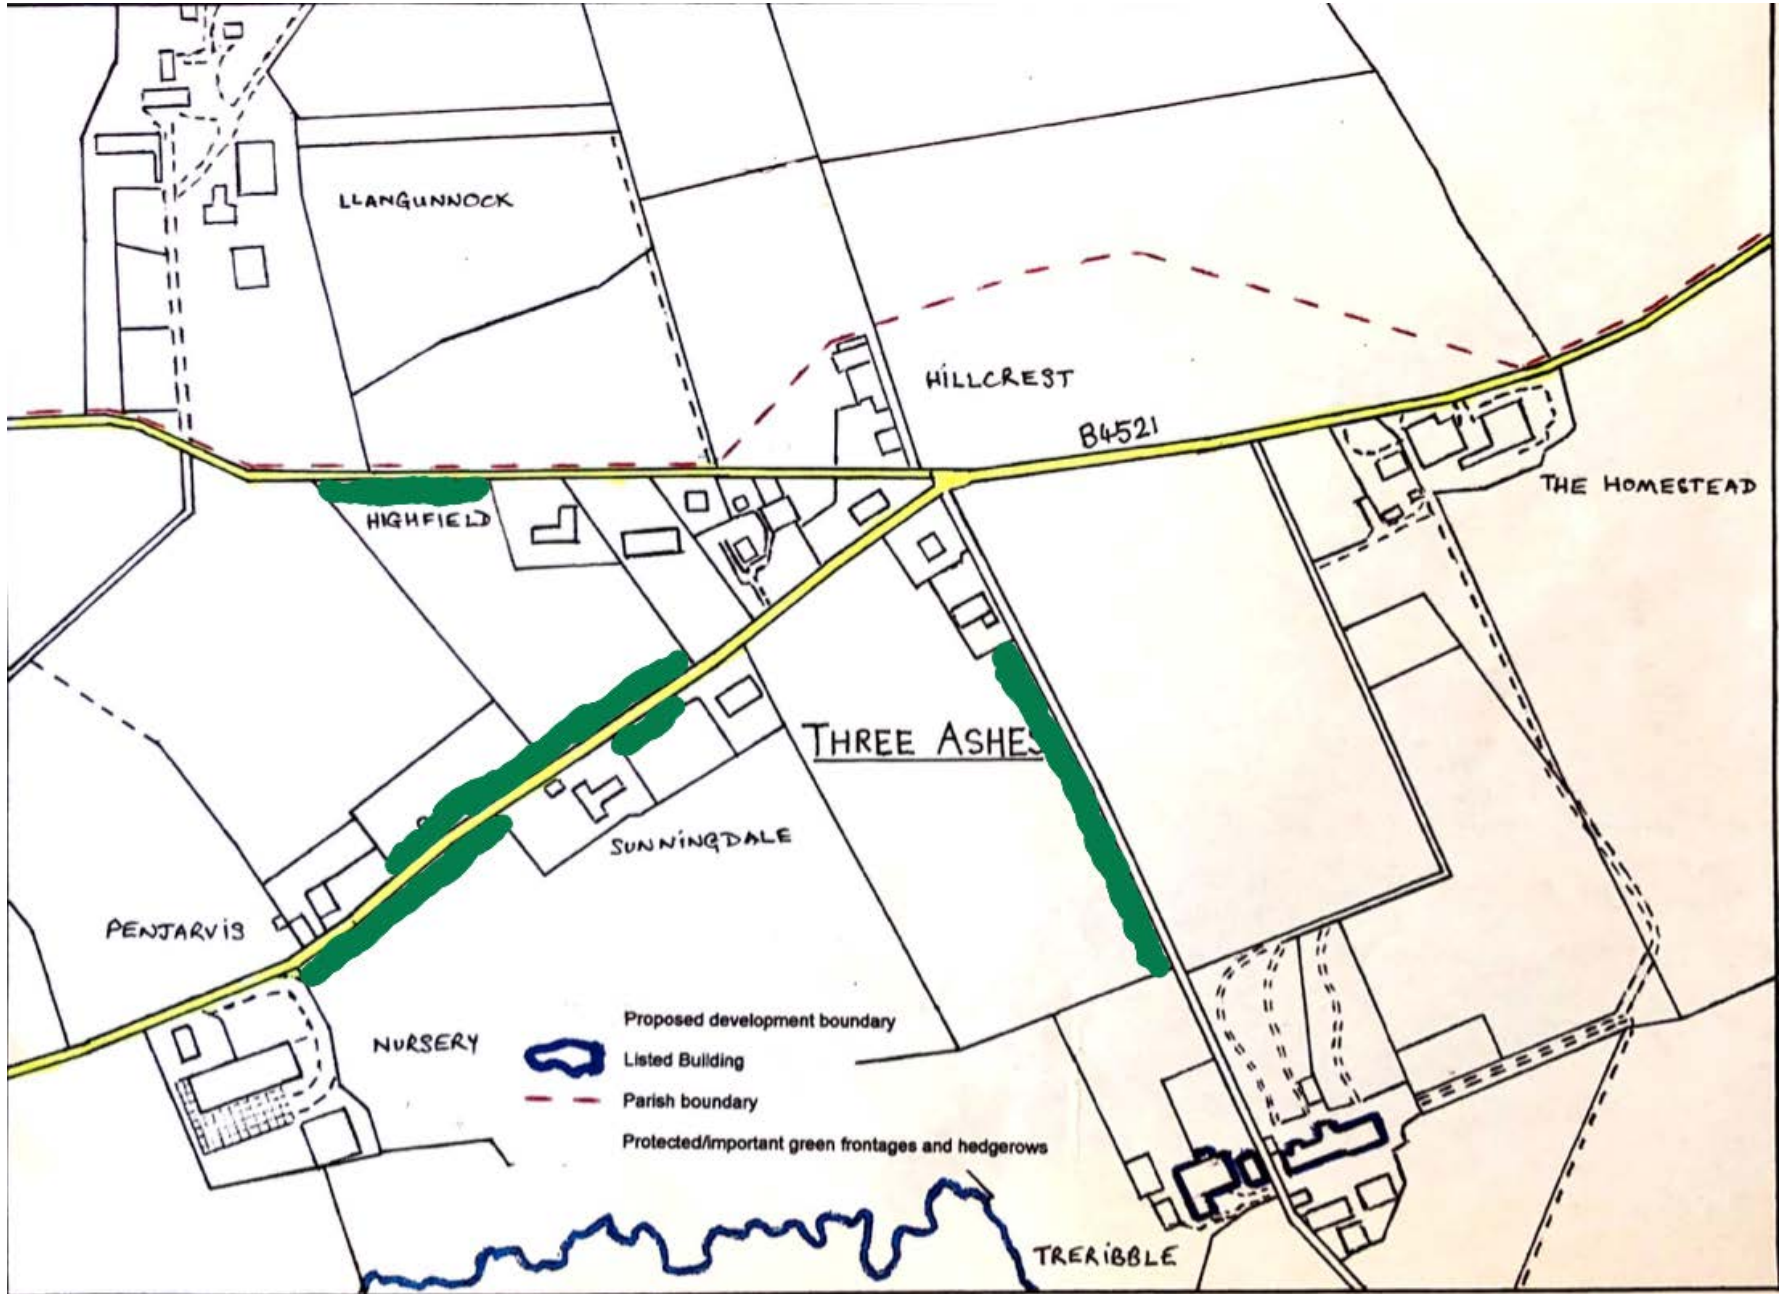 LLANGUNNOCK
HILLCREST
B4521
THE HOMESTEAD
HIGHFIELD
THREE ASHES
SUNNINGDALE
PENJARVIS
NURSERY
Proposed development boundary
Listed Building
Parish boundary
Protected/important green frontages and hedgerows
TRERIBBLE